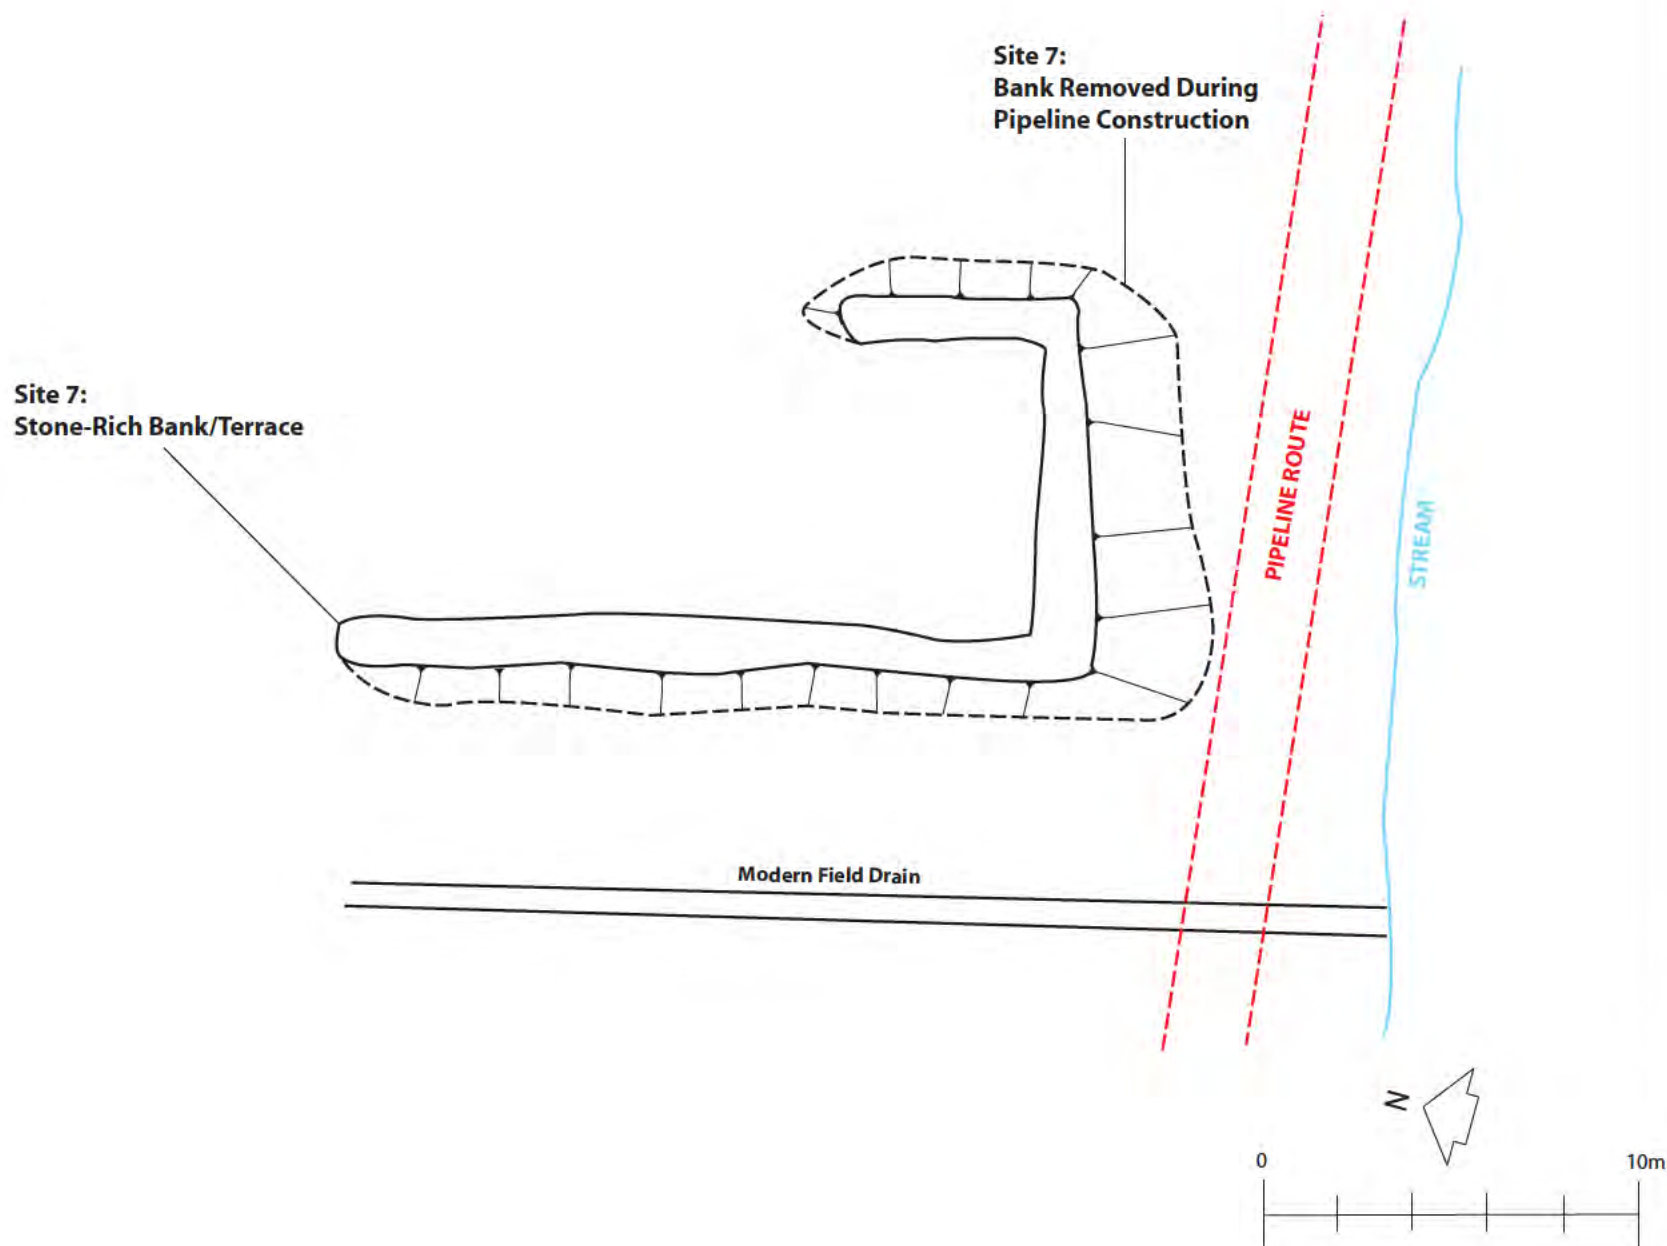 Site 7:
Bank Removed During
Pipeline Construction
Site 7:
Stone-Rich Bank/Terrace
PIPELINE ROUTE
STREAM
Modern Field Drain
N
0
10m